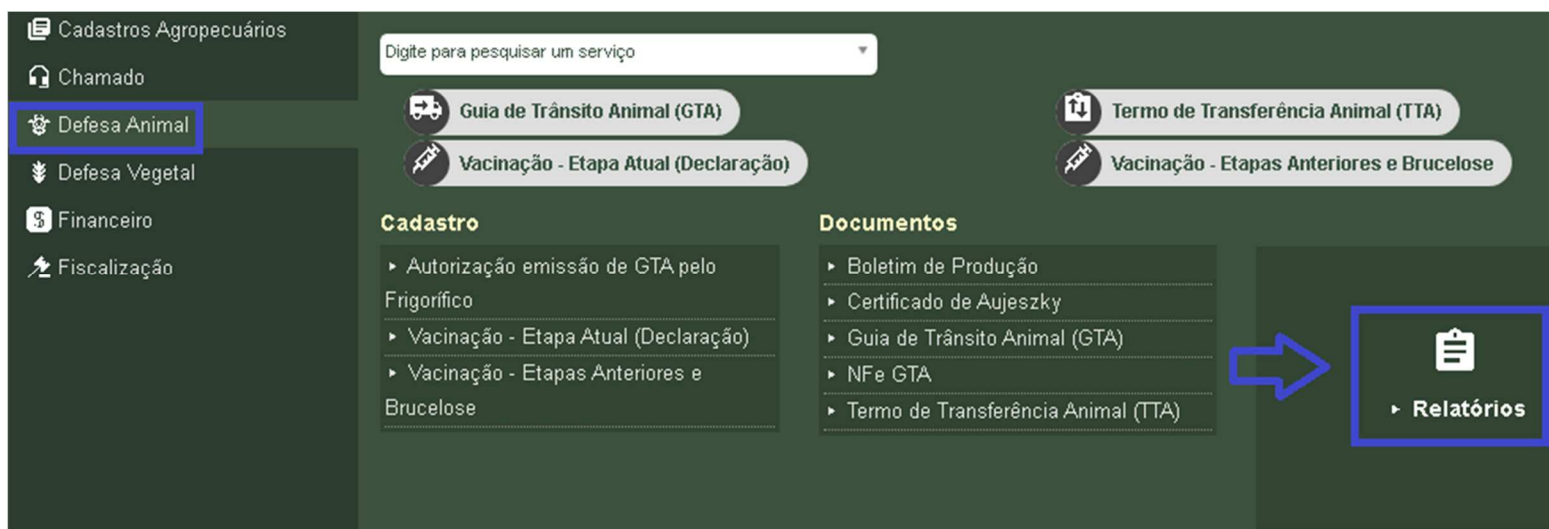 Cadastros Agropecuários
Chamado
Defesa Animal
Defesa Vegetal
Financeiro
Fiscalização
Digite para pesquisar um serviço
Guia de Trânsito Animal (GTA)
Termo de Transferência Animal (TTA)
Vacinação - Etapa Atual (Declaração)
Vacinação - Etapas Anteriores e Brucelose
Cadastro
Autorização emissão de GTA pelo
Frigorífico
Vacinação - Etapa Atual (Declaração)
Vacinação - Etapas Anteriores e
Brucelose
Documentos
Boletim de Produção
Certificado de Aujeszky
Guia de Trânsito Animal (GTA)
NFe GTA
Termo de Transferência Animal (TTA)
Relatórios